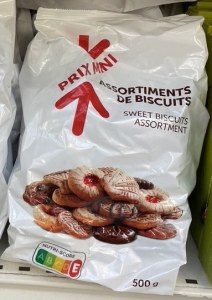 PRIX MINI
ASSORTIMENTS
DE BISCUITS
SWEET BISCUITS
ASSORTMENT
NUTRI-SCORE
A B C D E
500 g